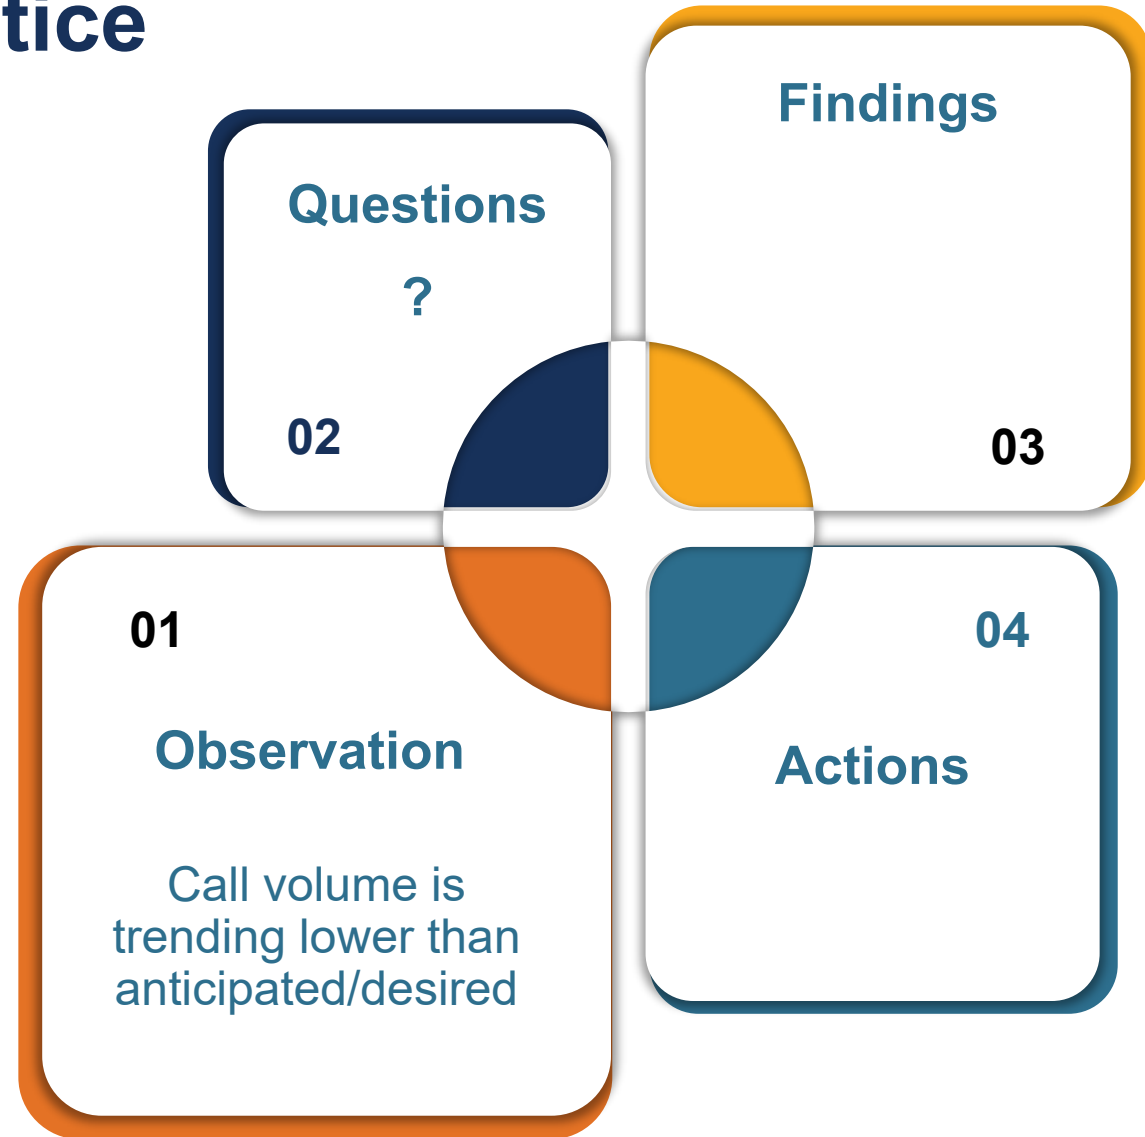 tice
Findings
Questions
?
02
03
01
04
Observation
Actions
Call volume is
trending lower than
anticipated/desired